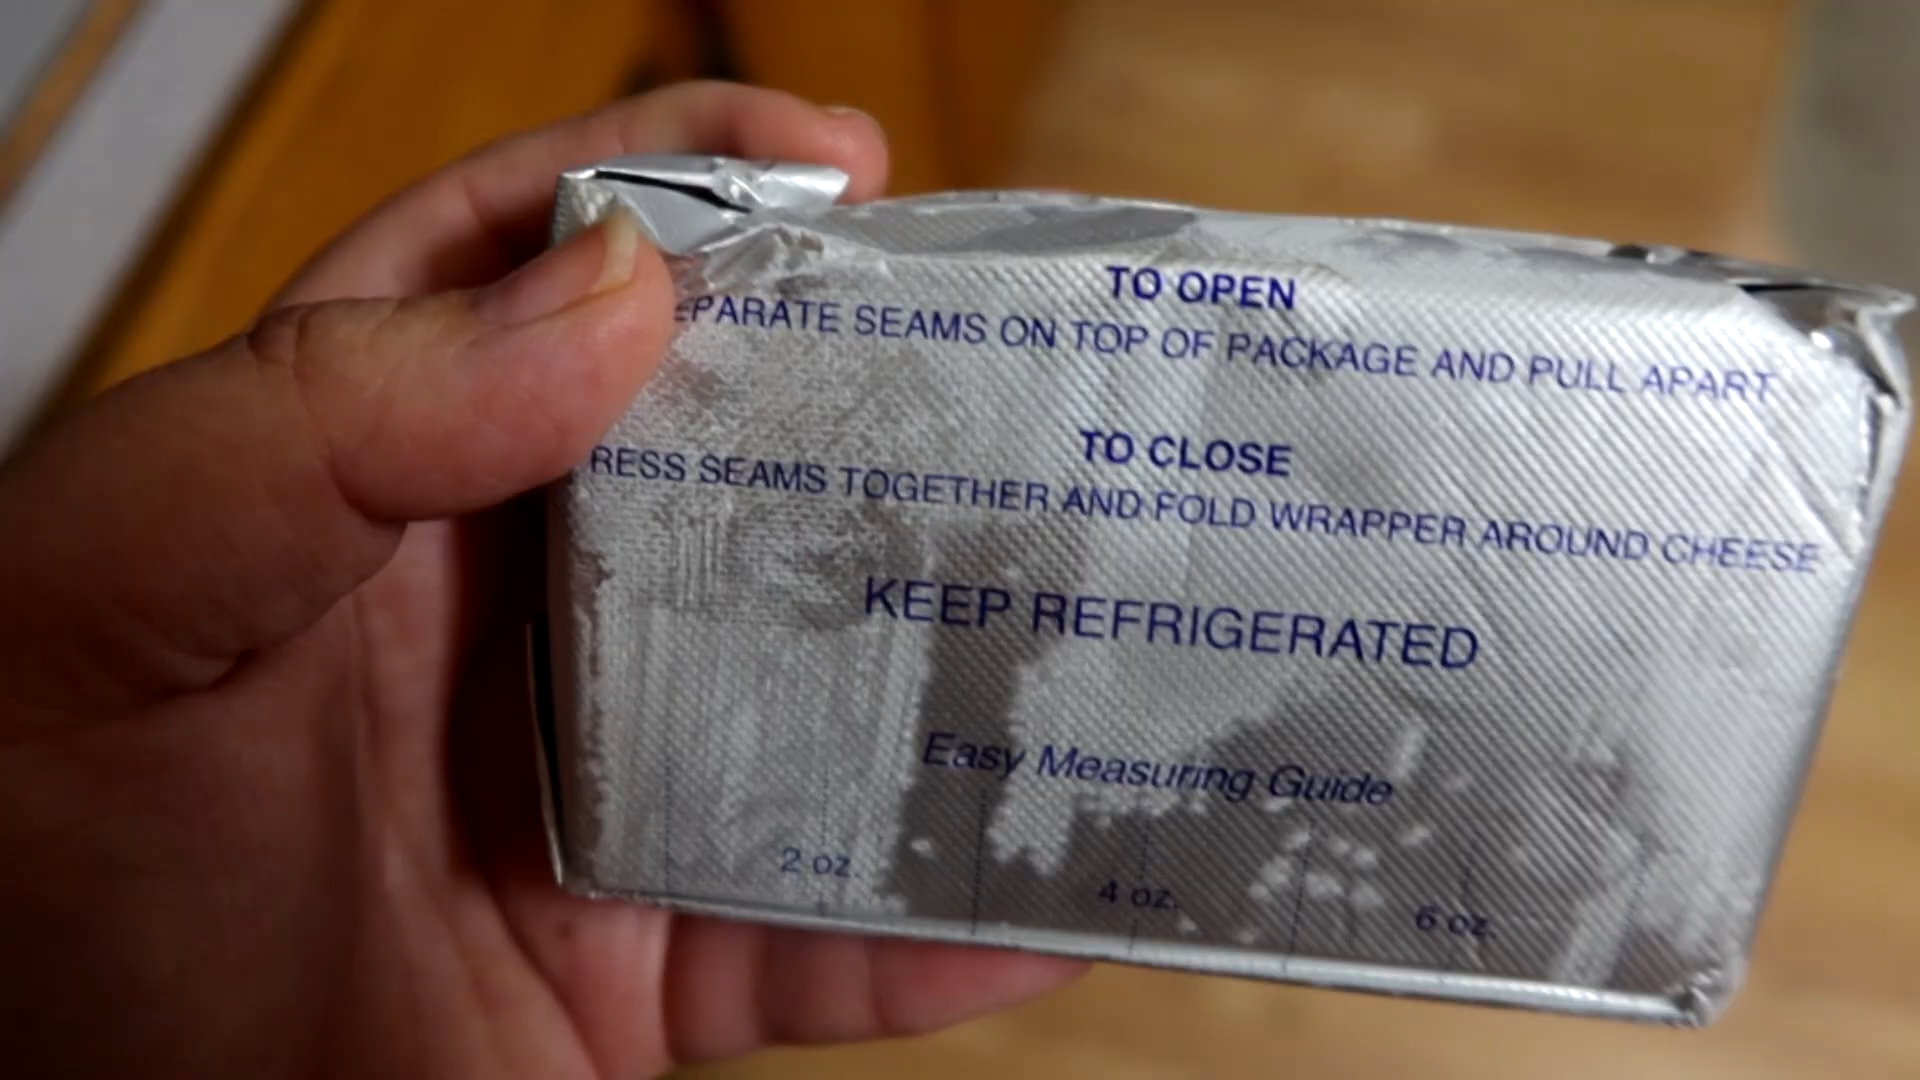 TO OPEN
EPARATE SEAMS ON TOP OF PACKAGE AND PULL APART
TO CLOSE
RESS SEAMS TOGETHER AND FOLD WRAPPER AROUND CHEESE
KEEP REFRIGERATED
Easy Measuring Guide
2 oz. 4 oz. 6 oz.